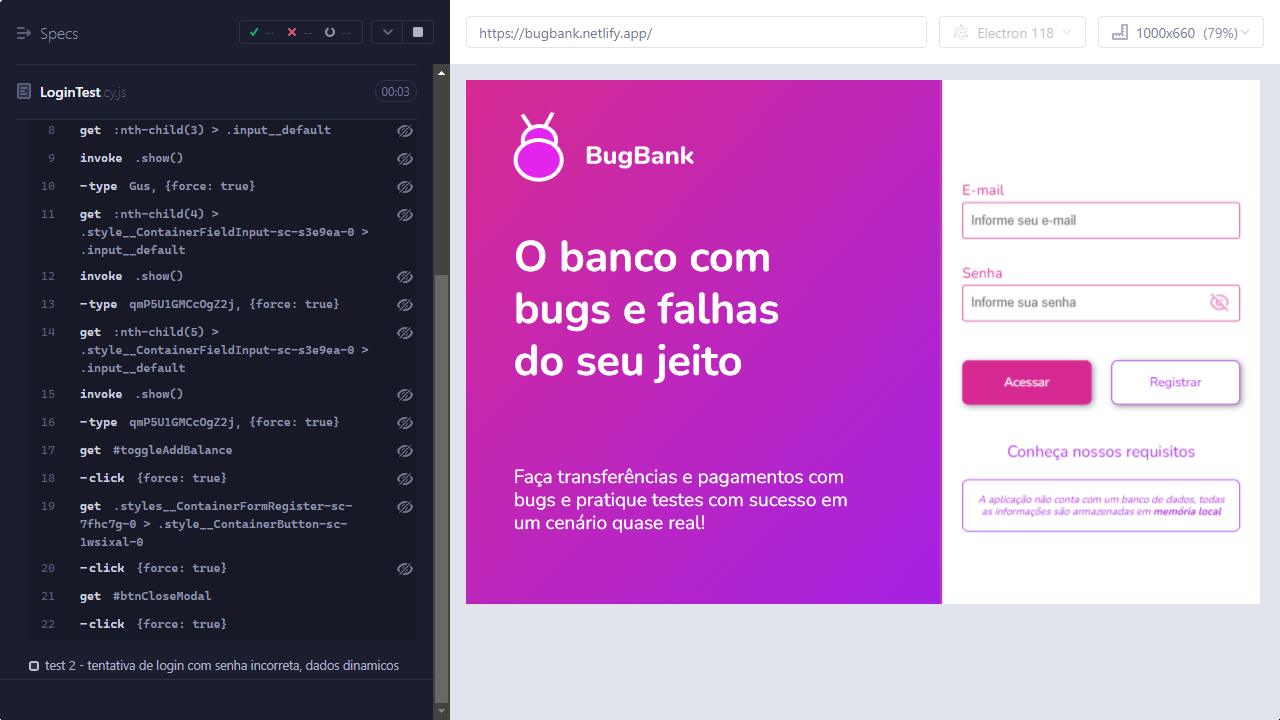 Specs
--
--
--
LoginTest.cy.js
00:03
8 get :nth-child(3) > .input__default
9 invoke .show()
10 -type Gus, {force: true}
11 get :nth-child(4) >
.style__ContainerFieldInput-sc-s3e9ea-0 >
.input__default
12 invoke .show()
13 -type qmP5U1GMCcOgZ2j, {force: true}
14 get :nth-child(5) >
.style__ContainerFieldInput-sc-s3e9ea-0 >
.input__default
15 invoke .show()
16 -type qmP5U1GMCcOgZ2j, {force: true}
17 get #toggleAddBalance
18 -click {force: true}
19 get .styles__ContainerFormRegister-sc-
7fhc7g-0 > .style__ContainerButton-sc-
1wsixal-0
20 -click {force: true}
21 get #btnCloseModal
22 -click {force: true}
test 2 - tentativa de login com senha incorreta, dados dinamicos
https://bugbank.netlify.app/
Electron 118
1000x660 (79%)
BugBank
O banco com
bugs e falhas
do seu jeito
Faça transferências e pagamentos com
bugs e pratique testes com sucesso em
um cenário quase real!
E-mail
Informe seu e-mail
Senha
Informe sua senha
Acessar
Registrar
Conheça nossos requisitos
A aplicação não conta com um banco de dados, todas
as informações são armazenadas em memória local